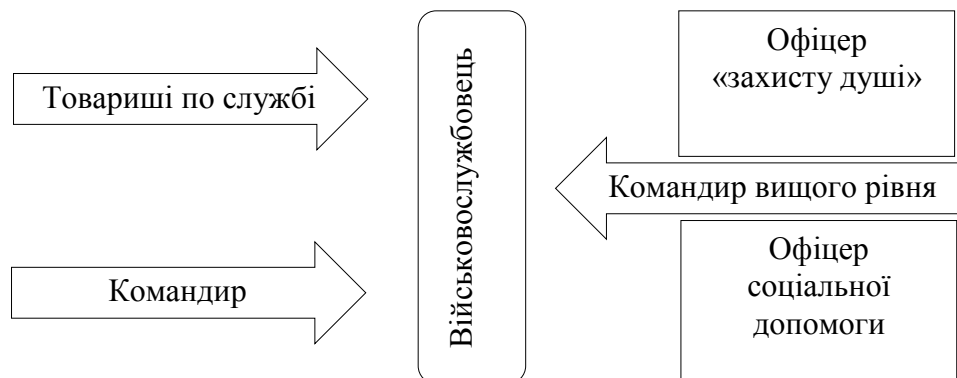 Товариші по службі
Командир
Військовослужбовець
Офіцер
«захисту душі»
Командир вищого рівня
Офіцер
соціальної
допомоги